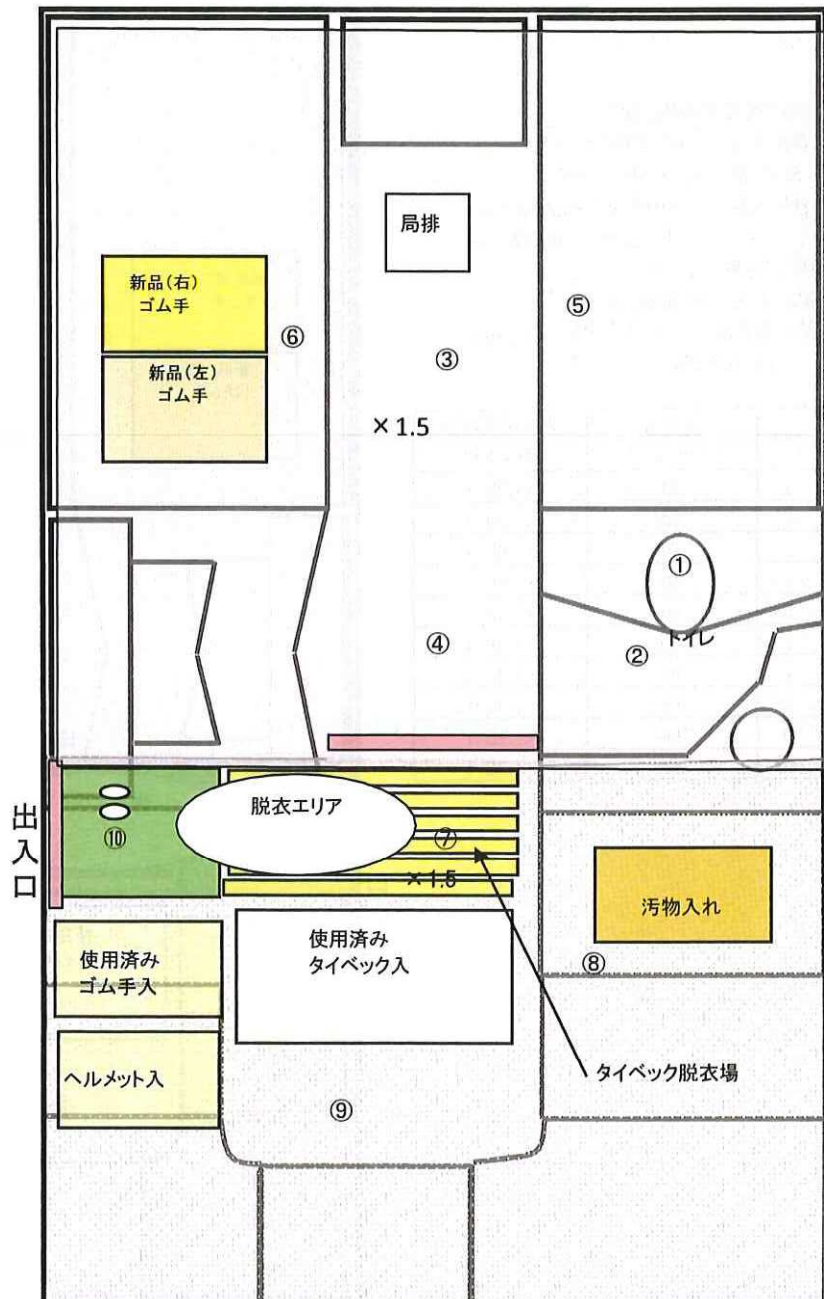 局排
新品(右)
ゴム手
⑥
⑤
③
新品(左)
ゴム手
×1.5
①
トイレ
④
②
出入口
脱衣エリア
⑦
⑩
×1.5
汚物入れ
使用済み
ゴム手入
使用済み
タイベック入
⑧
ヘルメット入
タイベック脱衣場
⑨